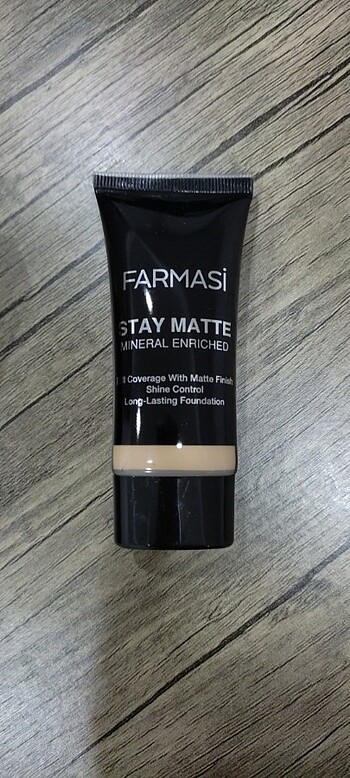 FARMASİ
STAY MATTE
MINERAL ENRICHED
Coverage With Matte Finish
Shine Control
Long-Lasting Foundation